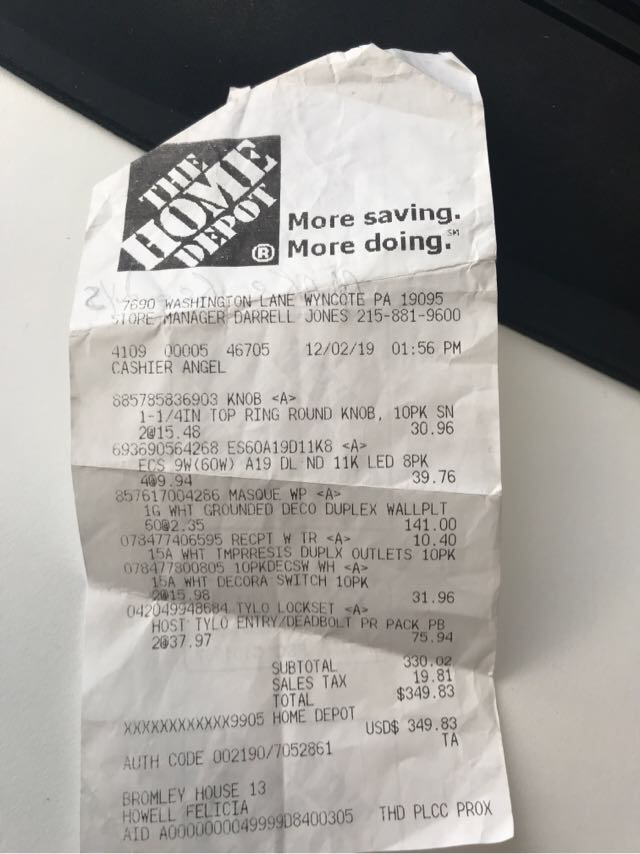 THE
HOME
DEPOT
®
More saving.
More doing.℠
7690 WASHINGTON LANE WYNCOTE PA 19095
STORE MANAGER DARRELL JONES 215-881-9600
4109 00005 46705 12/02/19 01:56 PM
CASHIER ANGEL
885785836903 KNOB <A>
1-1/4IN TOP RING ROUND KNOB, 10PK SN
2@15.48 30.96
693690564268 ES60A19D11K8 <A>
ECS 9W(60W) A19 DL ND 11K LED 8PK
4@9.94 39.76
857617004286 MASQUE WP <A>
1G WHT GROUNDED DECO DUPLEX WALLPLT
60@2.35 141.00
078477406595 RECPT W TR <A> 10.40
15A WHT TMPRRESIS DUPLX OUTLETS 10PK
078477800805 10PKDECSW WH <A>
15A WHT DECORA SWITCH 10PK
2@15.98 31.96
042049948684 TYLO LOCKSET <A>
HOST TYLO ENTRY/DEADBOLT PR PACK PB
2@37.97 75.94
SUBTOTAL 330.02
SALES TAX 19.81
TOTAL $349.83
XXXXXXXXXXXX9905 HOME DEPOT
USD$ 349.83
TA
AUTH CODE 002190/7052861
BROMLEY HOUSE 13
HOWELL FELICIA
AID A0000000049999D8400305 THD PLCC PROX